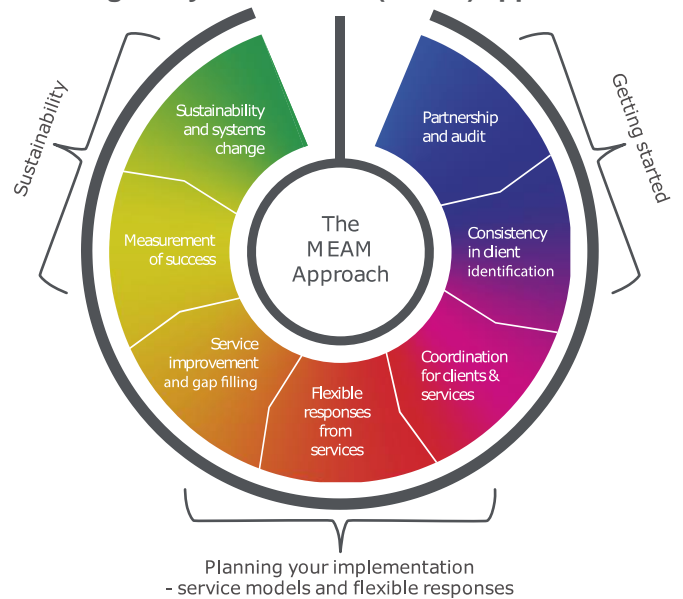 The
MEAM
Approach
Getting started
Partnership
and audit
Consistency
in client
identification
Coordination
for clients &
services
Flexible
responses
from
services
Service
improvement
and gap filling
Measurement
of success
Sustainability
and systems
change
Sustainability
Planning your implementation
- service models and flexible responses